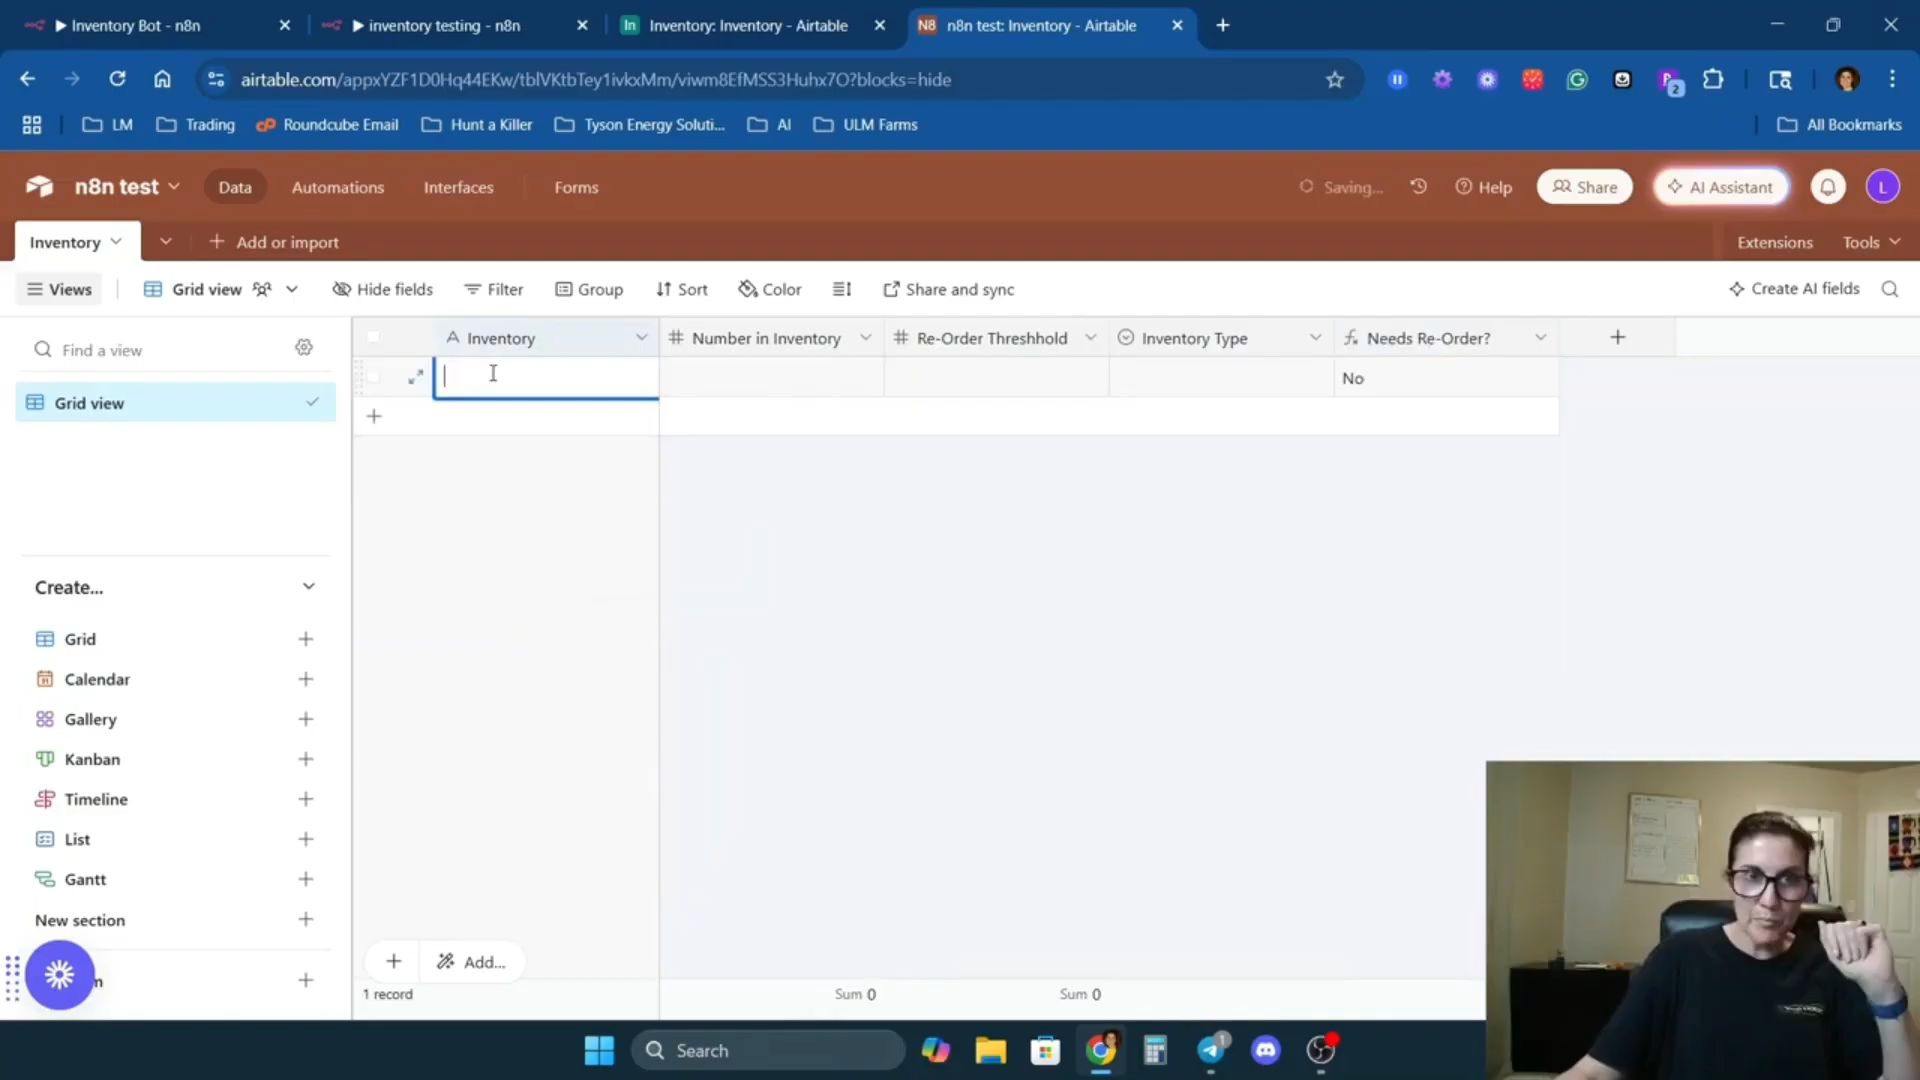 Inventory Bot - n8n
inventory testing - n8n
In
Inventory: Inventory - Airtable
N8
n8n test: Inventory - Airtable
airtable.com/appxYZF1D0Hq44EKw/tblVKtbTey1ivkxMm/viwm8EfMSS3Huhx7O?blocks=hide
2
LM
Trading
Roundcube Email
Hunt a Killer
Tyson Energy Soluti...
AI
ULM Farms
All Bookmarks
n8n test
Data
Automations
Interfaces
Forms
Saving...
Help
Share
AI Assistant
L
Inventory
Add or import
Extensions
Tools
Views
Grid view
Hide fields
Filter
Group
Sort
Color
Share and sync
Create AI fields
Find a view
Inventory
Number in Inventory
Re-Order Threshhold
Inventory Type
Needs Re-Order?
No
Grid view
Create...
Grid
Calendar
Gallery
Kanban
Timeline
List
Gantt
New section
Add...
1 record
Sum 0
Sum 0
Search
1